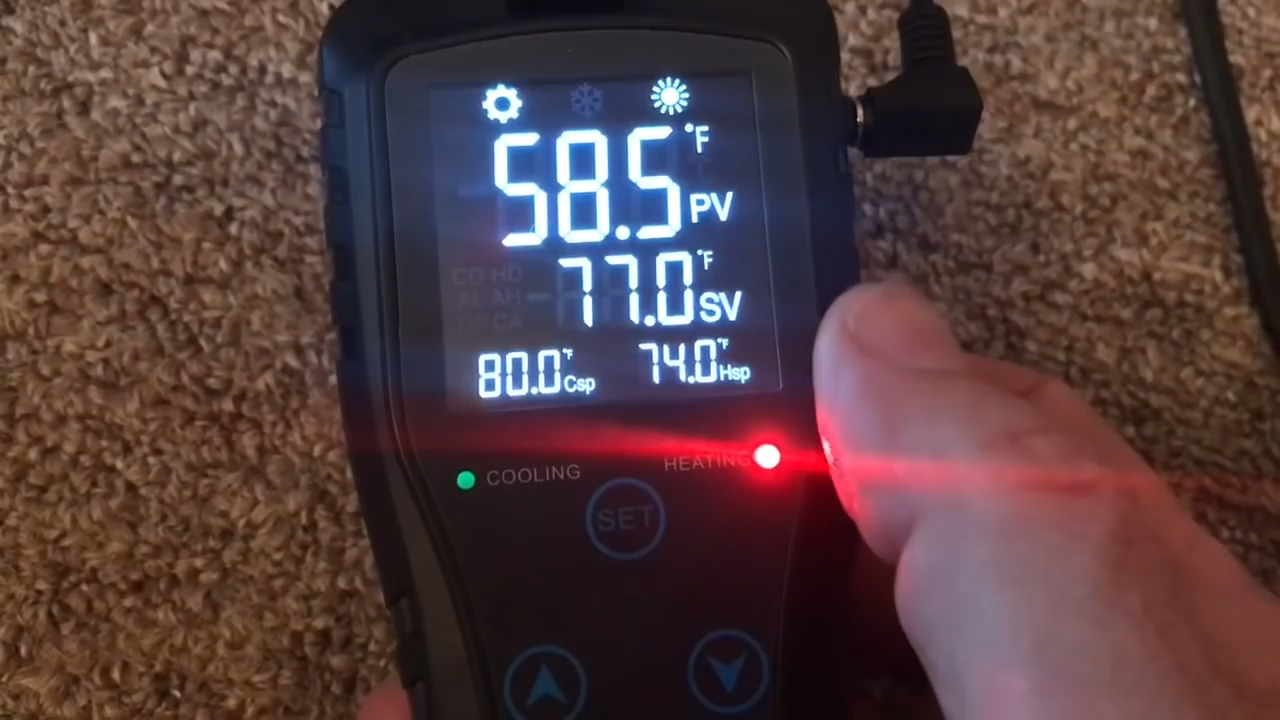 58.5 °F PV
77.0 °F SV
80.0 °F Csp 74.0 °F Hsp
COOLING HEATING
SET